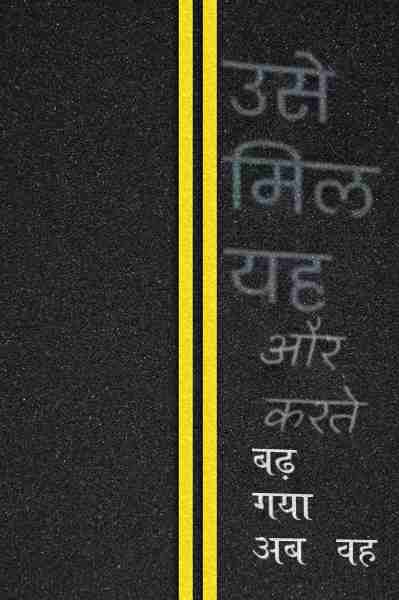 उसे
मिल
यह
और
करते
बढ़
गया
अब वह